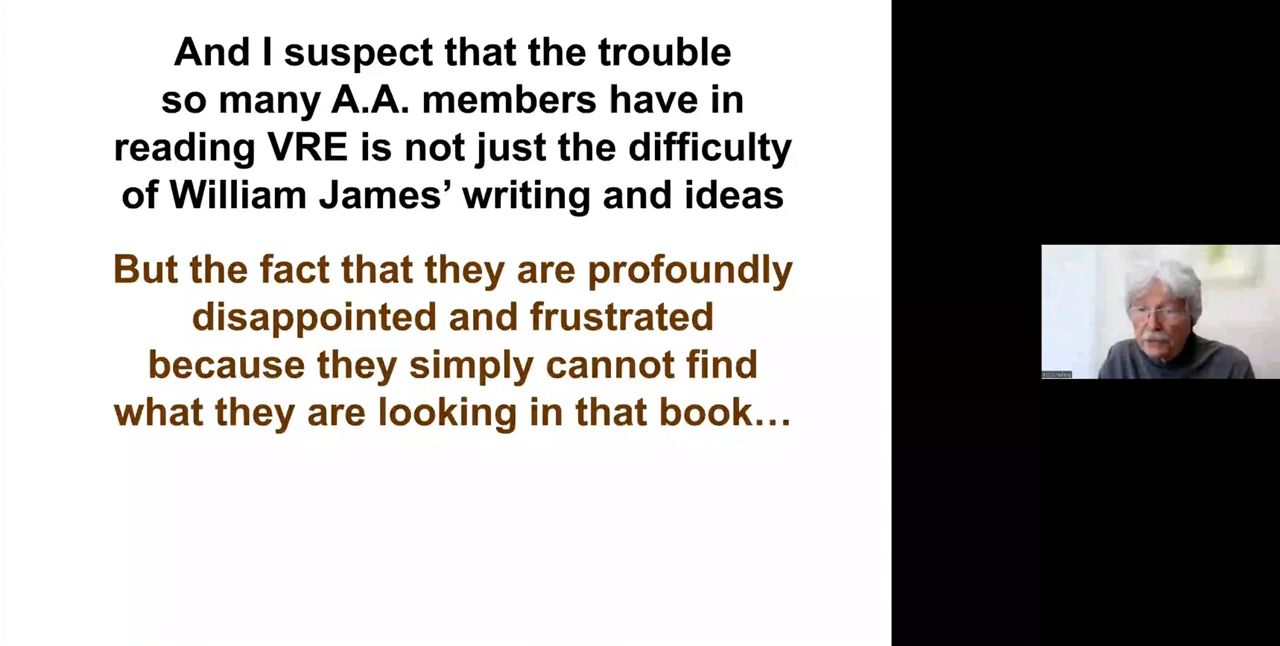 And I suspect that the trouble
so many A.A. members have in
reading VRE is not just the difficulty
of William James’ writing and ideas
But the fact that they are profoundly
disappointed and frustrated
because they simply cannot find
what they are looking in that book…